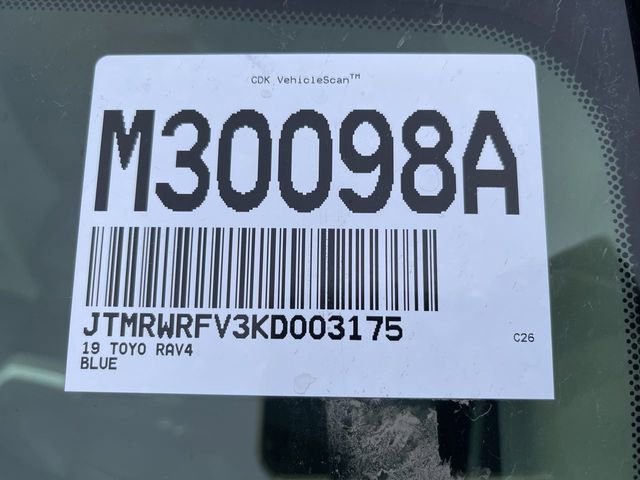 CDK VehicleScan™
M30098A
JTMRWRFV3KD003175
19 TOYO RAV4
BLUE
C26